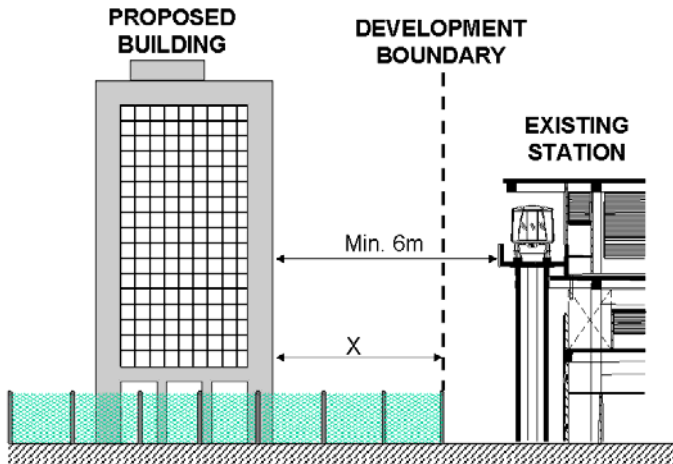 PROPOSED
BUILDING
DEVELOPMENT
BOUNDARY
EXISTING
STATION
Min. 6m
X